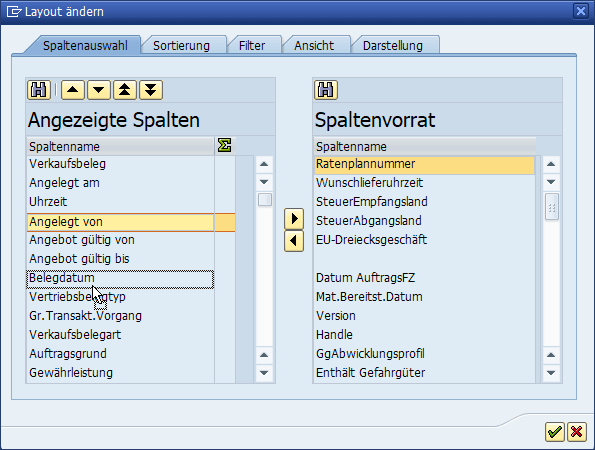 Layout ändern
Spaltenauswahl
Sortierung
Filter
Ansicht
Darstellung
Angezeigte Spalten
Spaltenname
Verkaufsbeleg
Angelegt am
Uhrzeit
Angelegt von
Angebot gültig von
Angebot gültig bis
Belegdatum
Vertriebsbelegtyp
Gr.Transakt.Vorgang
Verkaufsbelegart
Auftragsgrund
Gewährleistung
Spaltenvorrat
Spaltenname
Ratenplannummer
Wunschlieferuhrzeit
SteuerEmpfangsland
SteuerAbgangsland
EU-Dreiecksgeschäft
Datum AuftragsFZ
Mat.Bereitst.Datum
Version
Handle
GgAbwicklungsprofil
Enthält Gefahrgüter